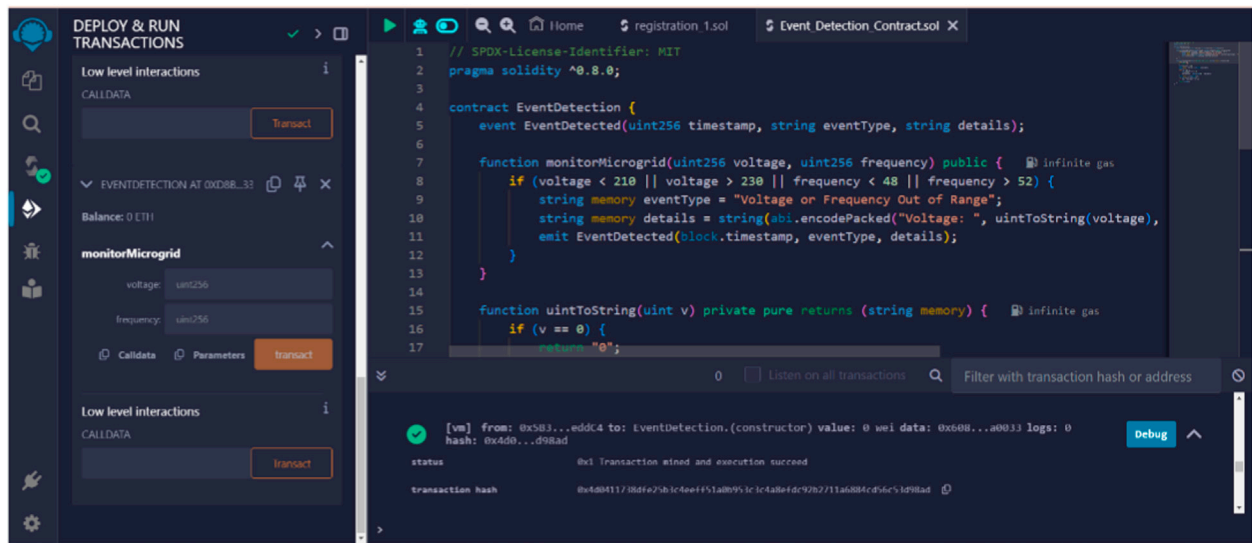 DEPLOY & RUN
TRANSACTIONS
Low level interactions
i
CALLDATA
Transact
EVENTDETECTION AT 0XD8B...33
Balance: 0 ETH
monitorMicrogrid
voltage: uint256
frequency: uint256
Calldata Parameters transact
Low level interactions
i
CALLDATA
Transact
Home registration_1.sol Event_Detection_Contract.sol
1 // SPDX-License-Identifier: MIT
2 pragma solidity ^0.8.0;
3
4 contract EventDetection {
5 event EventDetected(uint256 timestamp, string eventType, string details);
6
7 function monitorMicrogrid(uint256 voltage, uint256 frequency) public { infinite gas
8 if (voltage < 210 || voltage > 230 || frequency < 48 || frequency > 52) {
9 string memory eventType = "Voltage or Frequency Out of Range";
10 string memory details = string(abi.encodePacked("Voltage: ", uintToString(voltage),
11 emit EventDetected(block.timestamp, eventType, details);
12 }
13 }
14
15 function uintToString(uint v) private pure returns (string memory) { infinite gas
16 if (v == 0) {
17 return "0";
0 Listen on all transactions Filter with transaction hash or address
[vm] from: 0x5B3...eddC4 to: EventDetection.(constructor) value: 0 wei data: 0x608...a0033 logs: 0
hash: 0x4d0...d98ad
Debug
status 0x1 Transaction mined and execution succeed
transaction hash
>